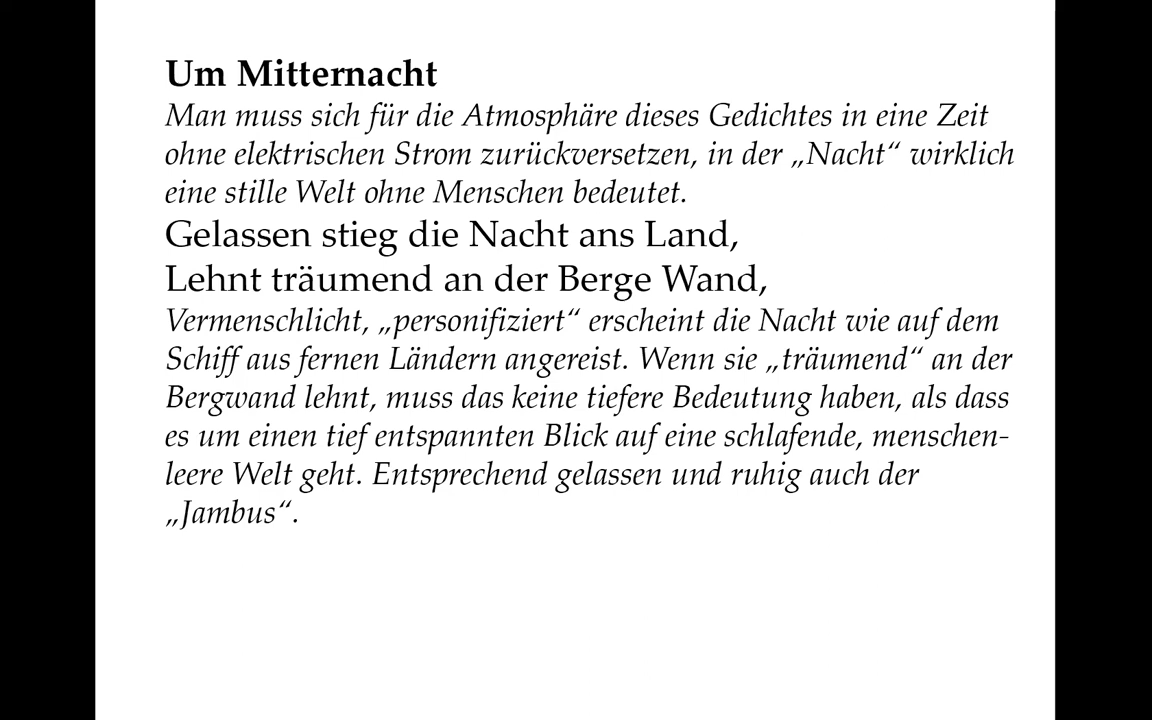 Um Mitternacht
Man muss sich für die Atmosphäre dieses Gedichtes in eine Zeit
ohne elektrischen Strom zurückversetzen, in der „Nacht“ wirklich
eine stille Welt ohne Menschen bedeutet.
Gelassen stieg die Nacht ans Land,
Lehnt träumend an der Berge Wand,
Vermenschlicht, „personifiziert“ erscheint die Nacht wie auf dem
Schiff aus fernen Ländern angereist. Wenn sie „träumend“ an der
Bergwand lehnt, muss das keine tiefere Bedeutung haben, als dass
es um einen tief entspannten Blick auf eine schlafende, menschen-
leere Welt geht. Entsprechend gelassen und ruhig auch der
„Jambus“.